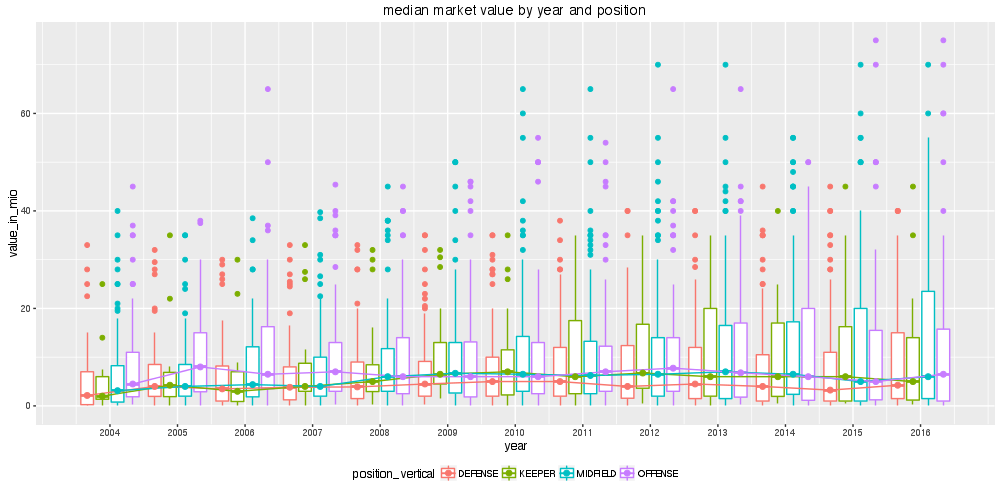 median market value by year and position
value_in_mio
60
40
20
0
2004 2005 2006 2007 2008 2009 2010 2011 2012 2013 2014 2015 2016
year
position_vertical DEFENSE KEEPER MIDFIELD OFFENSE